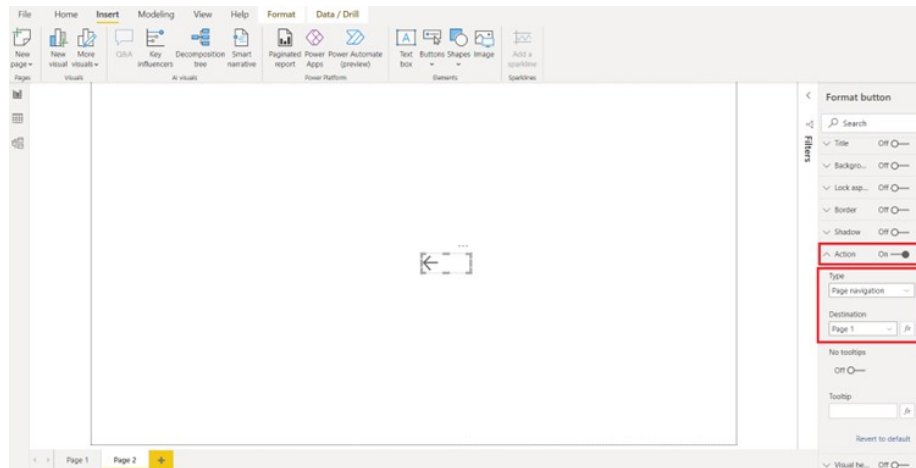 File Home Insert Modeling View Help Format Data / Drill
New page
New visual
More visuals
Q&A
Key influencers
Decomposition tree
Smart narrative
Paginated report
Power Apps
Power Automate (preview)
Text box
Buttons
Shapes
Image
Add a sparkline
Pages Visuals AI visuals Power Platform Elements Sparklines
Filters
Format button
Search
Title Off
Backgro... Off
Lock asp... Off
Border Off
Shadow Off
Action On
Type
Page navigation
Destination
Page 1 fx
No tooltips
Off
Tooltip
fx
Revert to default
Visual he... Off
Page 1 Page 2 +